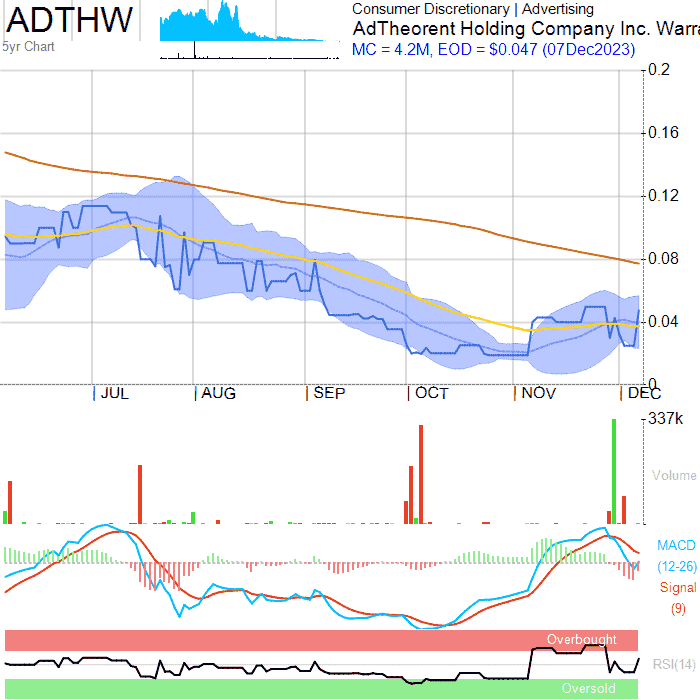 ADTHW
5yr Chart
Consumer Discretionary | Advertising
AdTheorent Holding Company Inc. Warra
MC = 4.2M, EOD = $0.047 (07Dec2023)
0.2
0.16
0.12
0.08
0.04
0
JUL AUG SEP OCT NOV DEC
337k
Volume
MACD
(12-26)
Signal
(9)
Overbought
RSI(14)
Oversold